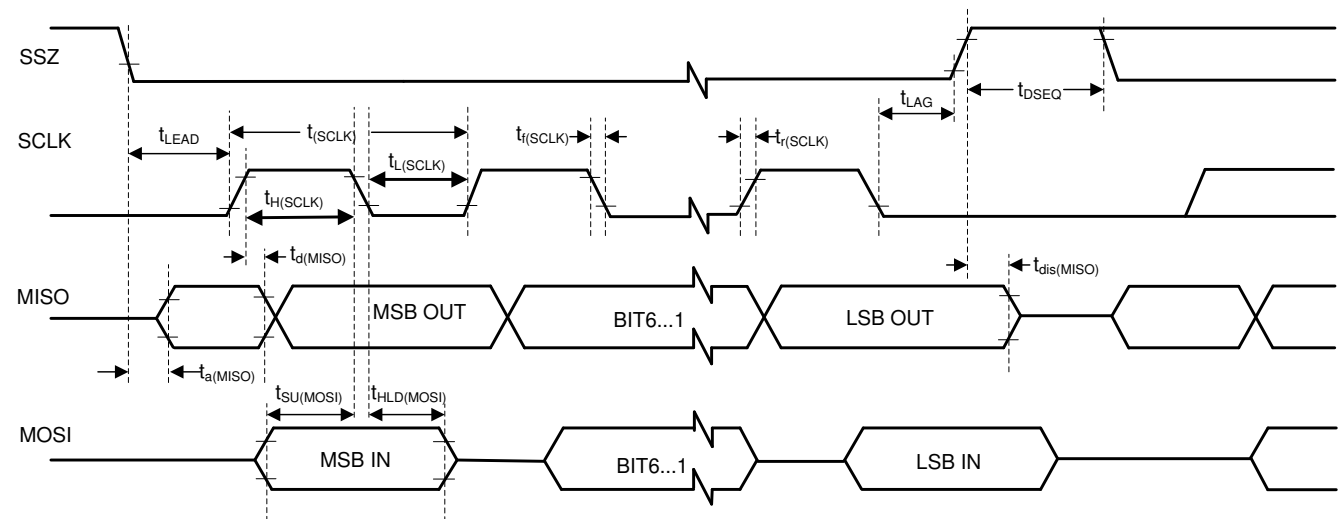 SSZ
tLAG
tDSEQ
SCLK
tLEAD
t(SCLK)
tL(SCLK)
tf(SCLK)
tr(SCLK)
tH(SCLK)
td(MISO)
tdis(MISO)
MISO
MSB OUT
BIT6...1
LSB OUT
ta(MISO)
tSU(MOSI)
tHLD(MOSI)
MOSI
MSB IN
BIT6...1
LSB IN